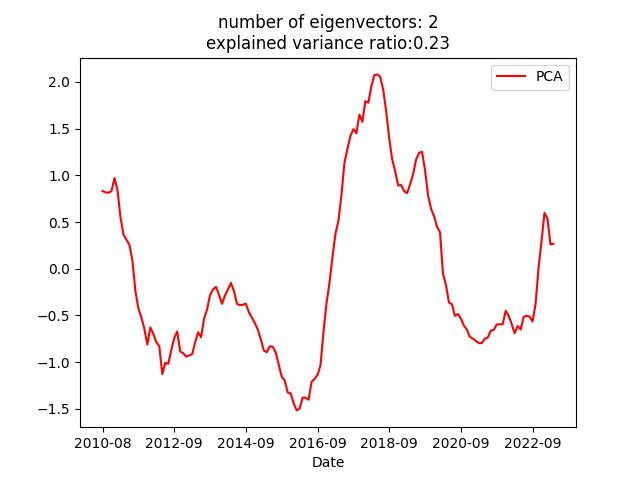 number of eigenvectors: 2
explained variance ratio:0.23
PCA
2.0
1.5
1.0
0.5
0.0
−0.5
−1.0
−1.5
2010-08 2012-09 2014-09 2016-09 2018-09 2020-09 2022-09
Date